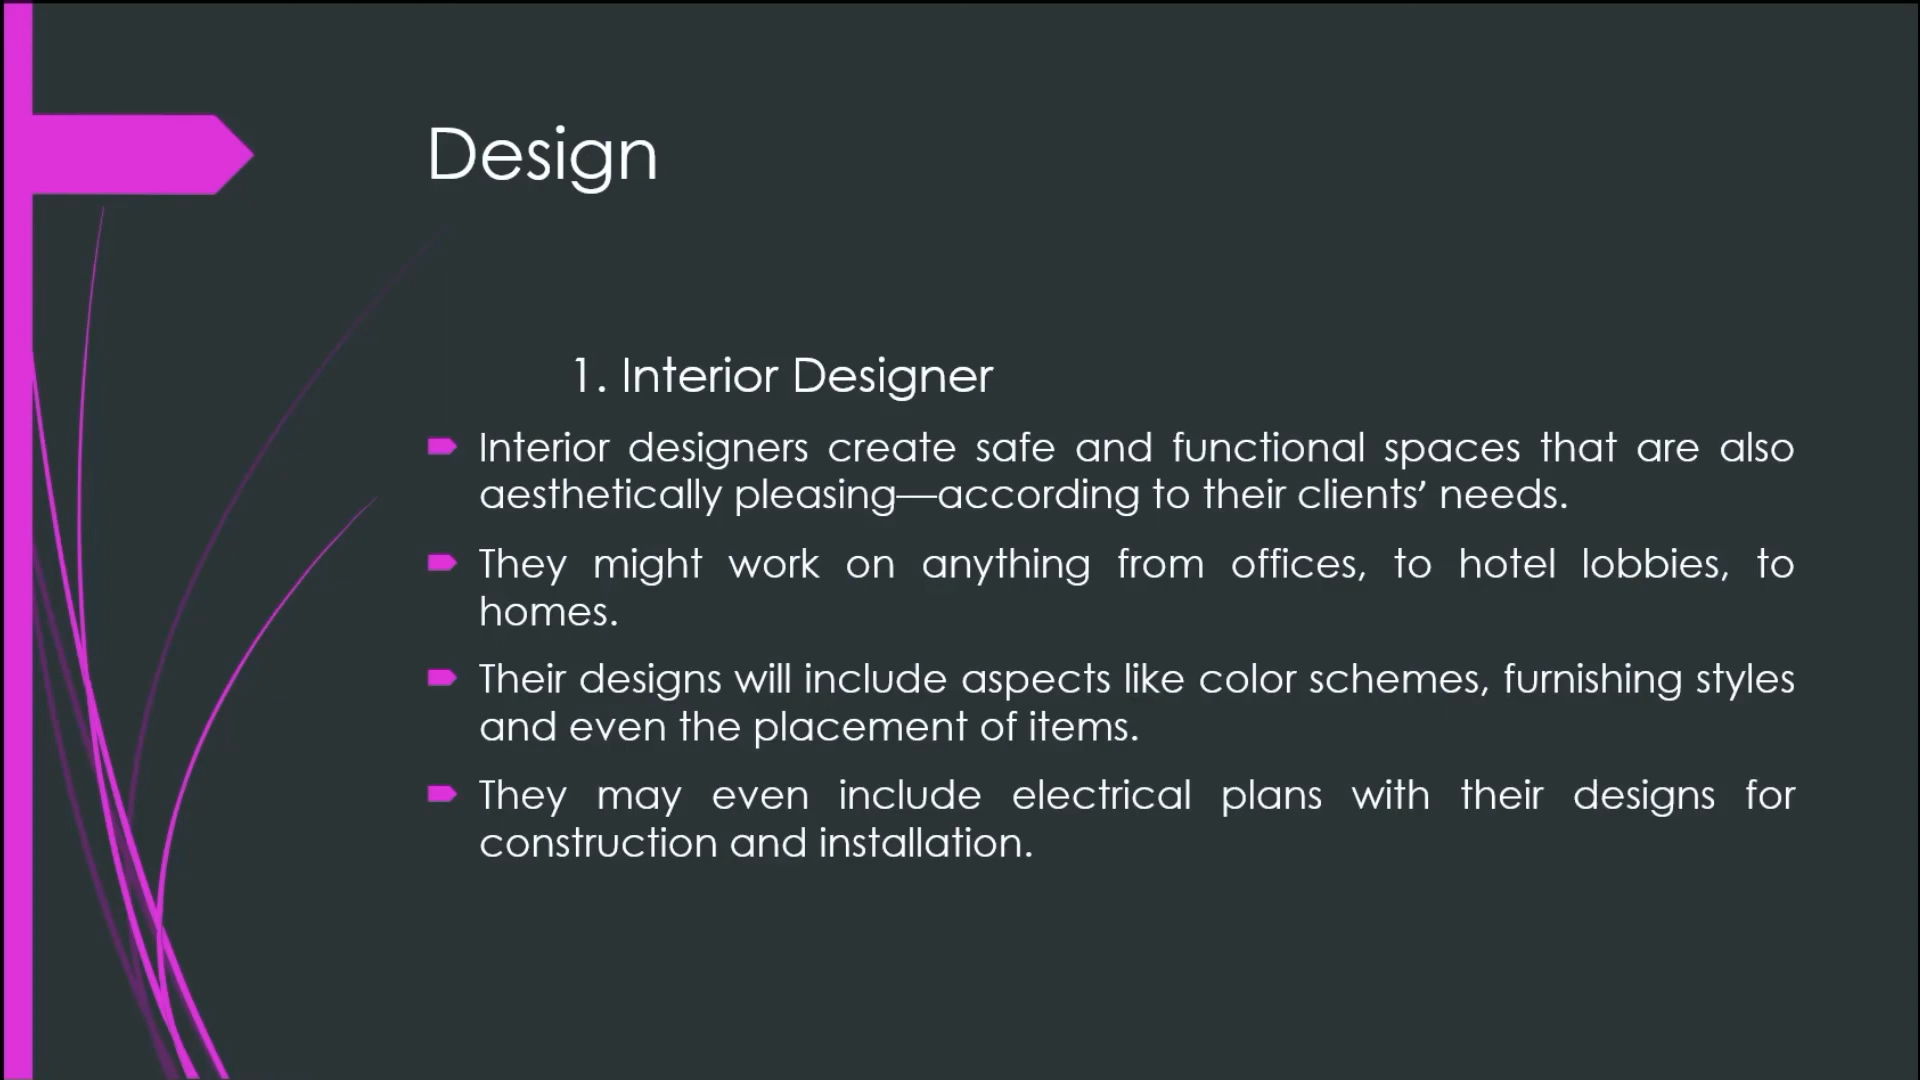 Design
1. Interior Designer
Interior designers create safe and functional spaces that are also
aesthetically pleasing—according to their clients’ needs.
They might work on anything from offices, to hotel lobbies, to
homes.
Their designs will include aspects like color schemes, furnishing styles
and even the placement of items.
They may even include electrical plans with their designs for
construction and installation.